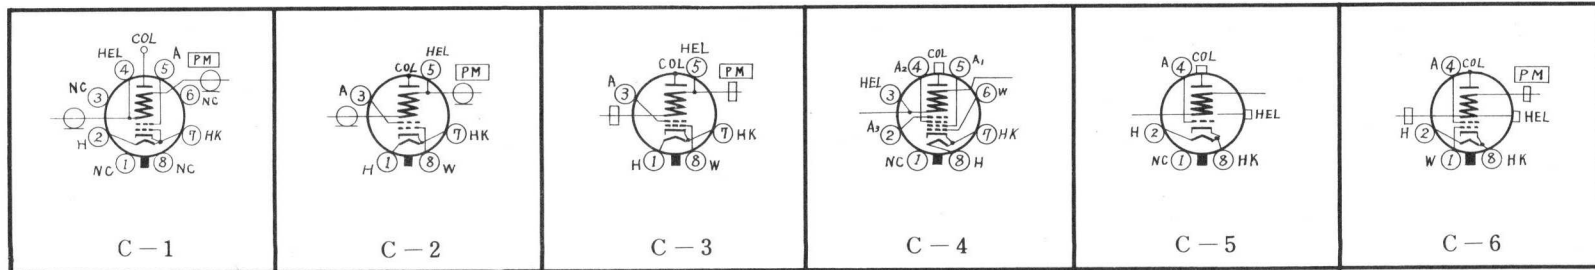 COL
HEL 4 5 A PM
NC 3 6 NC
H 2 7 HK
NC 1 8 NC
C-1
COL 5 HEL PM
A 3
7 HK
H 1 8 W
C-2
COL 5 HEL PM
A 3
7 HK
H 1 8 W
C-3
COL
A2 4 5 A1
HEL 3 6 W
A3 2 7 HK
NC 1 8 H
C-4
COL
A 4
HEL
H 2
NC 1 8 HK
C-5
A 4 COL PM
HEL
H 2
W 1 8 HK
C-6